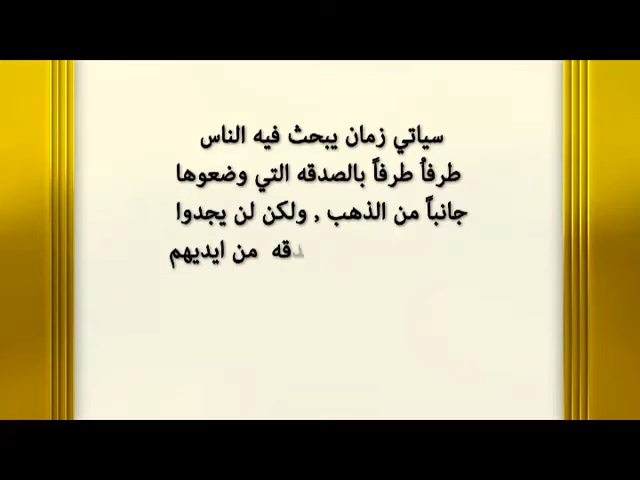 سياتي زمان يبحث فيه الناس
طرفاُ طرفاً بالصدقه التي وضعوها
جانباً من الذهب , ولكن لن يجدوا
من ايديهم